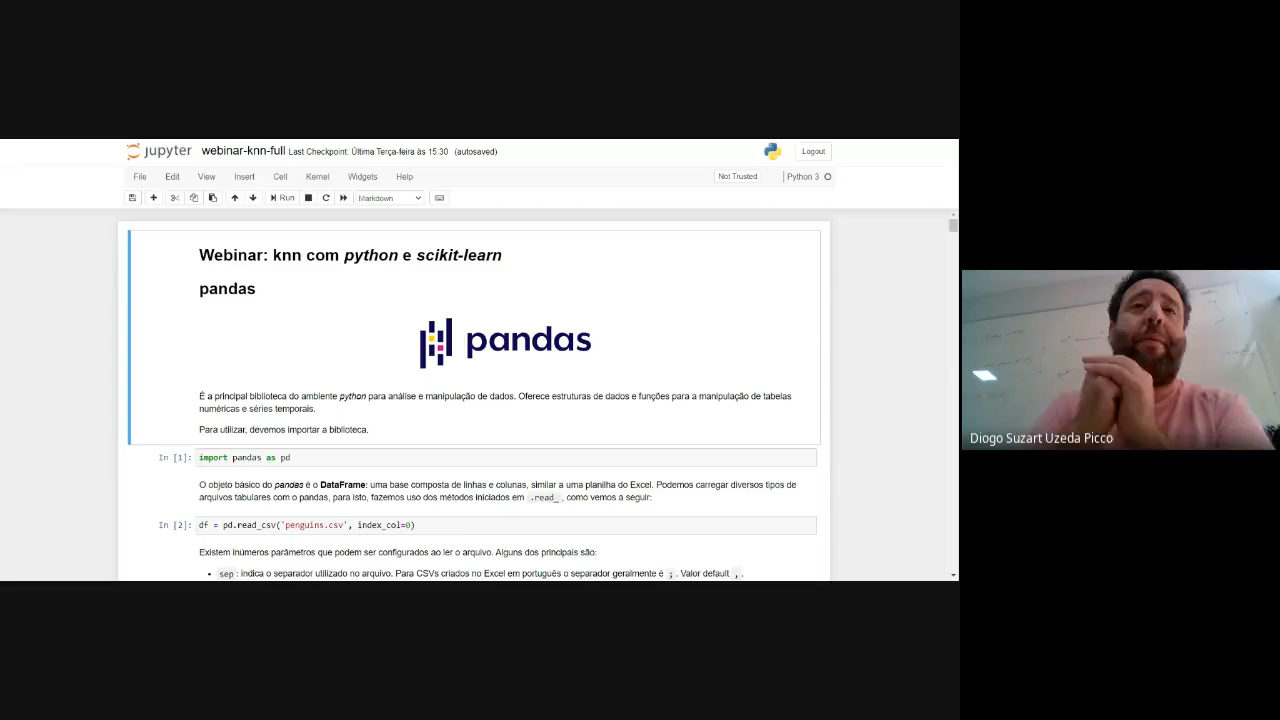 jupyter webinar-knn-full Last Checkpoint: Última Terça-feira às 15:30 (autosaved)
Logout
File Edit View Insert Cell Kernel Widgets Help
Not Trusted
Python 3
Run
Markdown
Webinar: knn com python e scikit-learn
pandas
pandas
É a principal biblioteca do ambiente python para análise e manipulação de dados. Oferece estruturas de dados e funções para a manipulação de tabelas
numéricas e séries temporais.
Para utilizar, devemos importar a biblioteca.
In [1]: import pandas as pd
O objeto básico do pandas é o DataFrame: uma base composta de linhas e colunas, similar a uma planilha do Excel. Podemos carregar diversos tipos de
arquivos tabulares com o pandas, para isto, fazemos uso dos métodos iniciados em .read_, como vemos a seguir:
In [2]: df = pd.read_csv('penguins.csv', index_col=0)
Existem inúmeros parâmetros que podem ser configurados ao ler o arquivo. Alguns dos principais são:
• sep : indica o separador utilizado no arquivo. Para CSVs criados no Excel em português o separador geralmente é ; . Valor default , .
Diogo Suzart Uzeda Picco